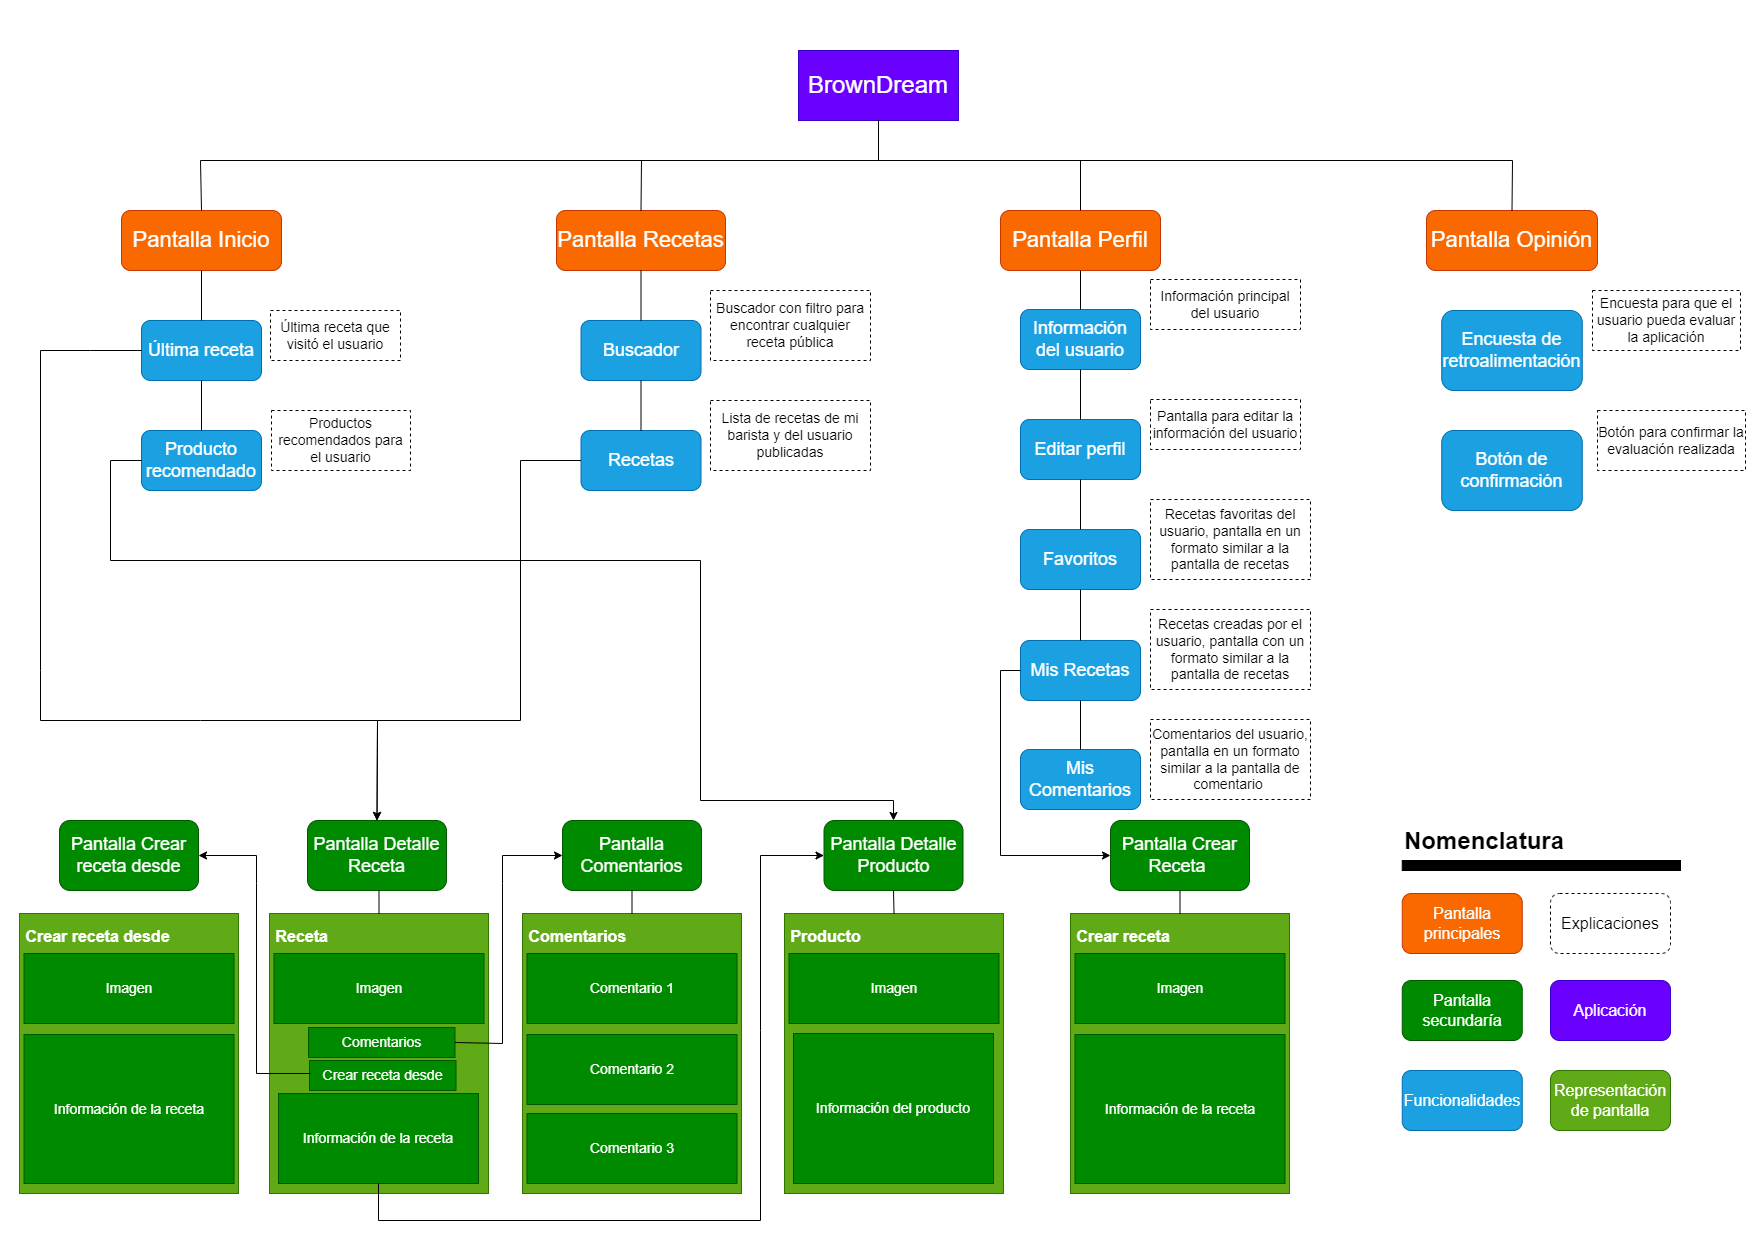 BrownDream
Pantalla Inicio
Pantalla Recetas
Pantalla Perfil
Pantalla Opinión
Última receta
Última receta que
visitó el usuario
Producto
recomendado
Productos
recomendados para
el usuario
Buscador
Buscador con filtro para
encontrar cualquier
receta pública
Recetas
Lista de recetas de mi
barista y del usuario
publicadas
Información
del usuario
Información principal
del usuario
Editar perfil
Pantalla para editar la
información del usuario
Favoritos
Recetas favoritas del
usuario, pantalla en un
formato similar a la
pantalla de recetas
Mis Recetas
Recetas creadas por el
usuario, pantalla con un
formato similar a la
pantalla de recetas
Mis
Comentarios
Comentarios del usuario,
pantalla en un formato
similar a la pantalla de
comentario
Encuesta de
retroalimentación
Encuesta para que el
usuario pueda evaluar
la aplicación
Botón de
confirmación
Botón para confirmar la
evaluación realizada
Pantalla Crear
receta desde
Pantalla Detalle
Receta
Pantalla
Comentarios
Pantalla Detalle
Producto
Pantalla Crear
Receta
Crear receta desde
Imagen
Información de la receta
Receta
Imagen
Comentarios
Crear receta desde
Información de la receta
Comentarios
Comentario 1
Comentario 2
Comentario 3
Producto
Imagen
Información del producto
Crear receta
Imagen
Información de la receta
Nomenclatura
Pantalla
principales
Explicaciones
Pantalla
secundaría
Aplicación
Funcionalidades
Representación
de pantalla